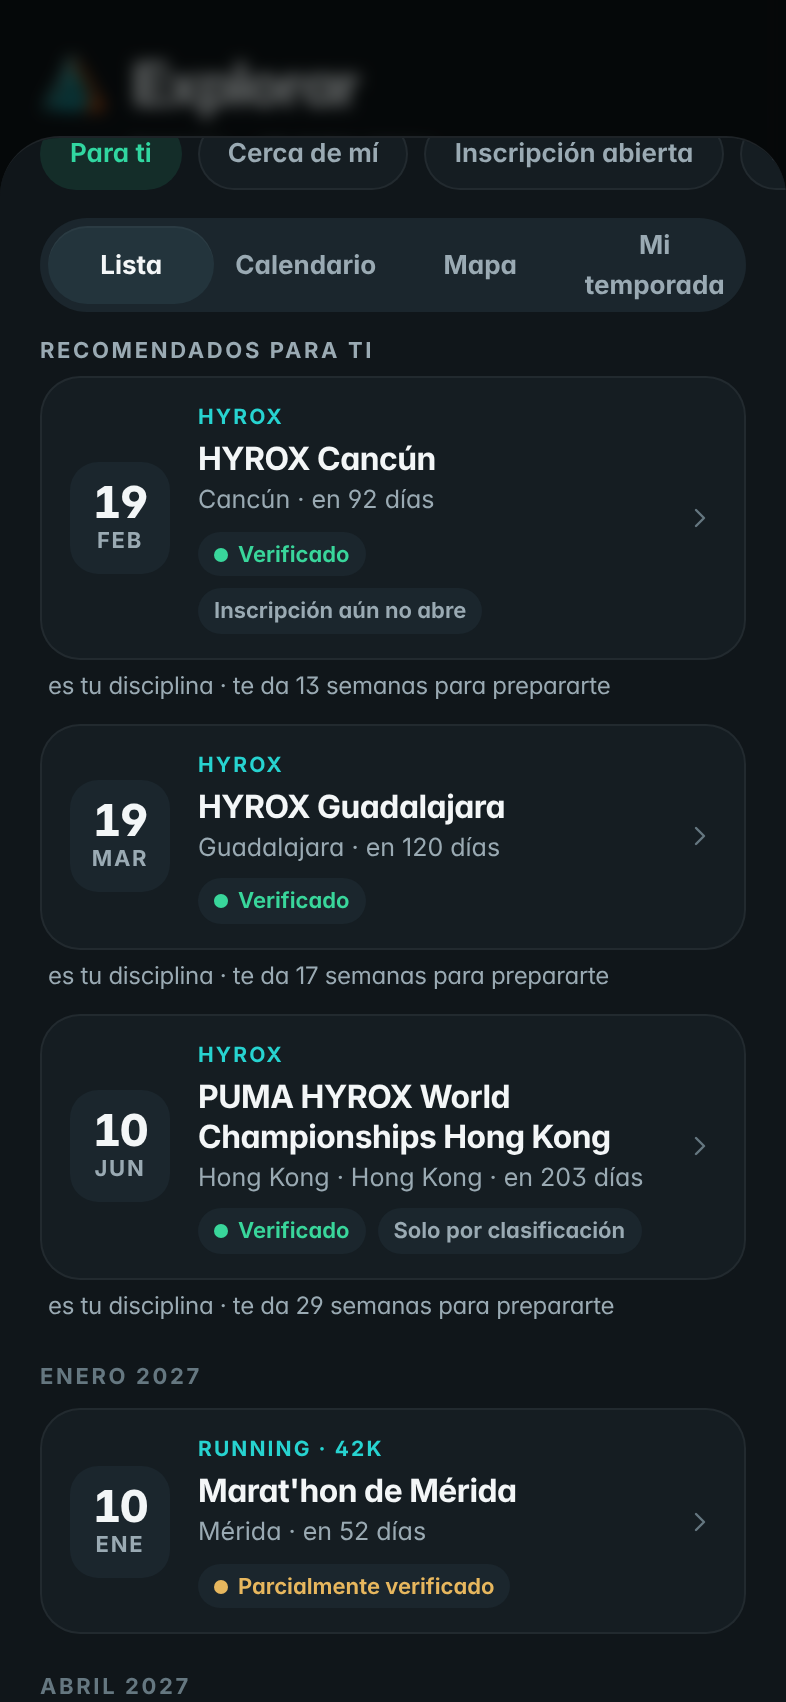 Explorar
Para ti
Cerca de mí
Inscripción abierta
Lista
Calendario
Mapa
Mi
temporada
RECOMENDADOS PARA TI
19
FEB
HYROX
HYROX Cancún
Cancún · en 92 días
Verificado
Inscripción aún no abre
es tu disciplina · te da 13 semanas para prepararte
19
MAR
HYROX
HYROX Guadalajara
Guadalajara · en 120 días
Verificado
es tu disciplina · te da 17 semanas para prepararte
10
JUN
HYROX
PUMA HYROX World
Championships Hong Kong
Hong Kong · Hong Kong · en 203 días
Verificado
Solo por clasificación
es tu disciplina · te da 29 semanas para prepararte
ENERO 2027
10
ENE
RUNNING · 42K
Marat'hon de Mérida
Mérida · en 52 días
Parcialmente verificado
ABRIL 2027